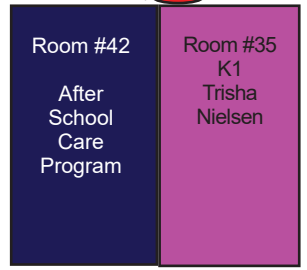 Room #42
After
School
Care
Program
Room #35
K1
Trisha
Nielsen